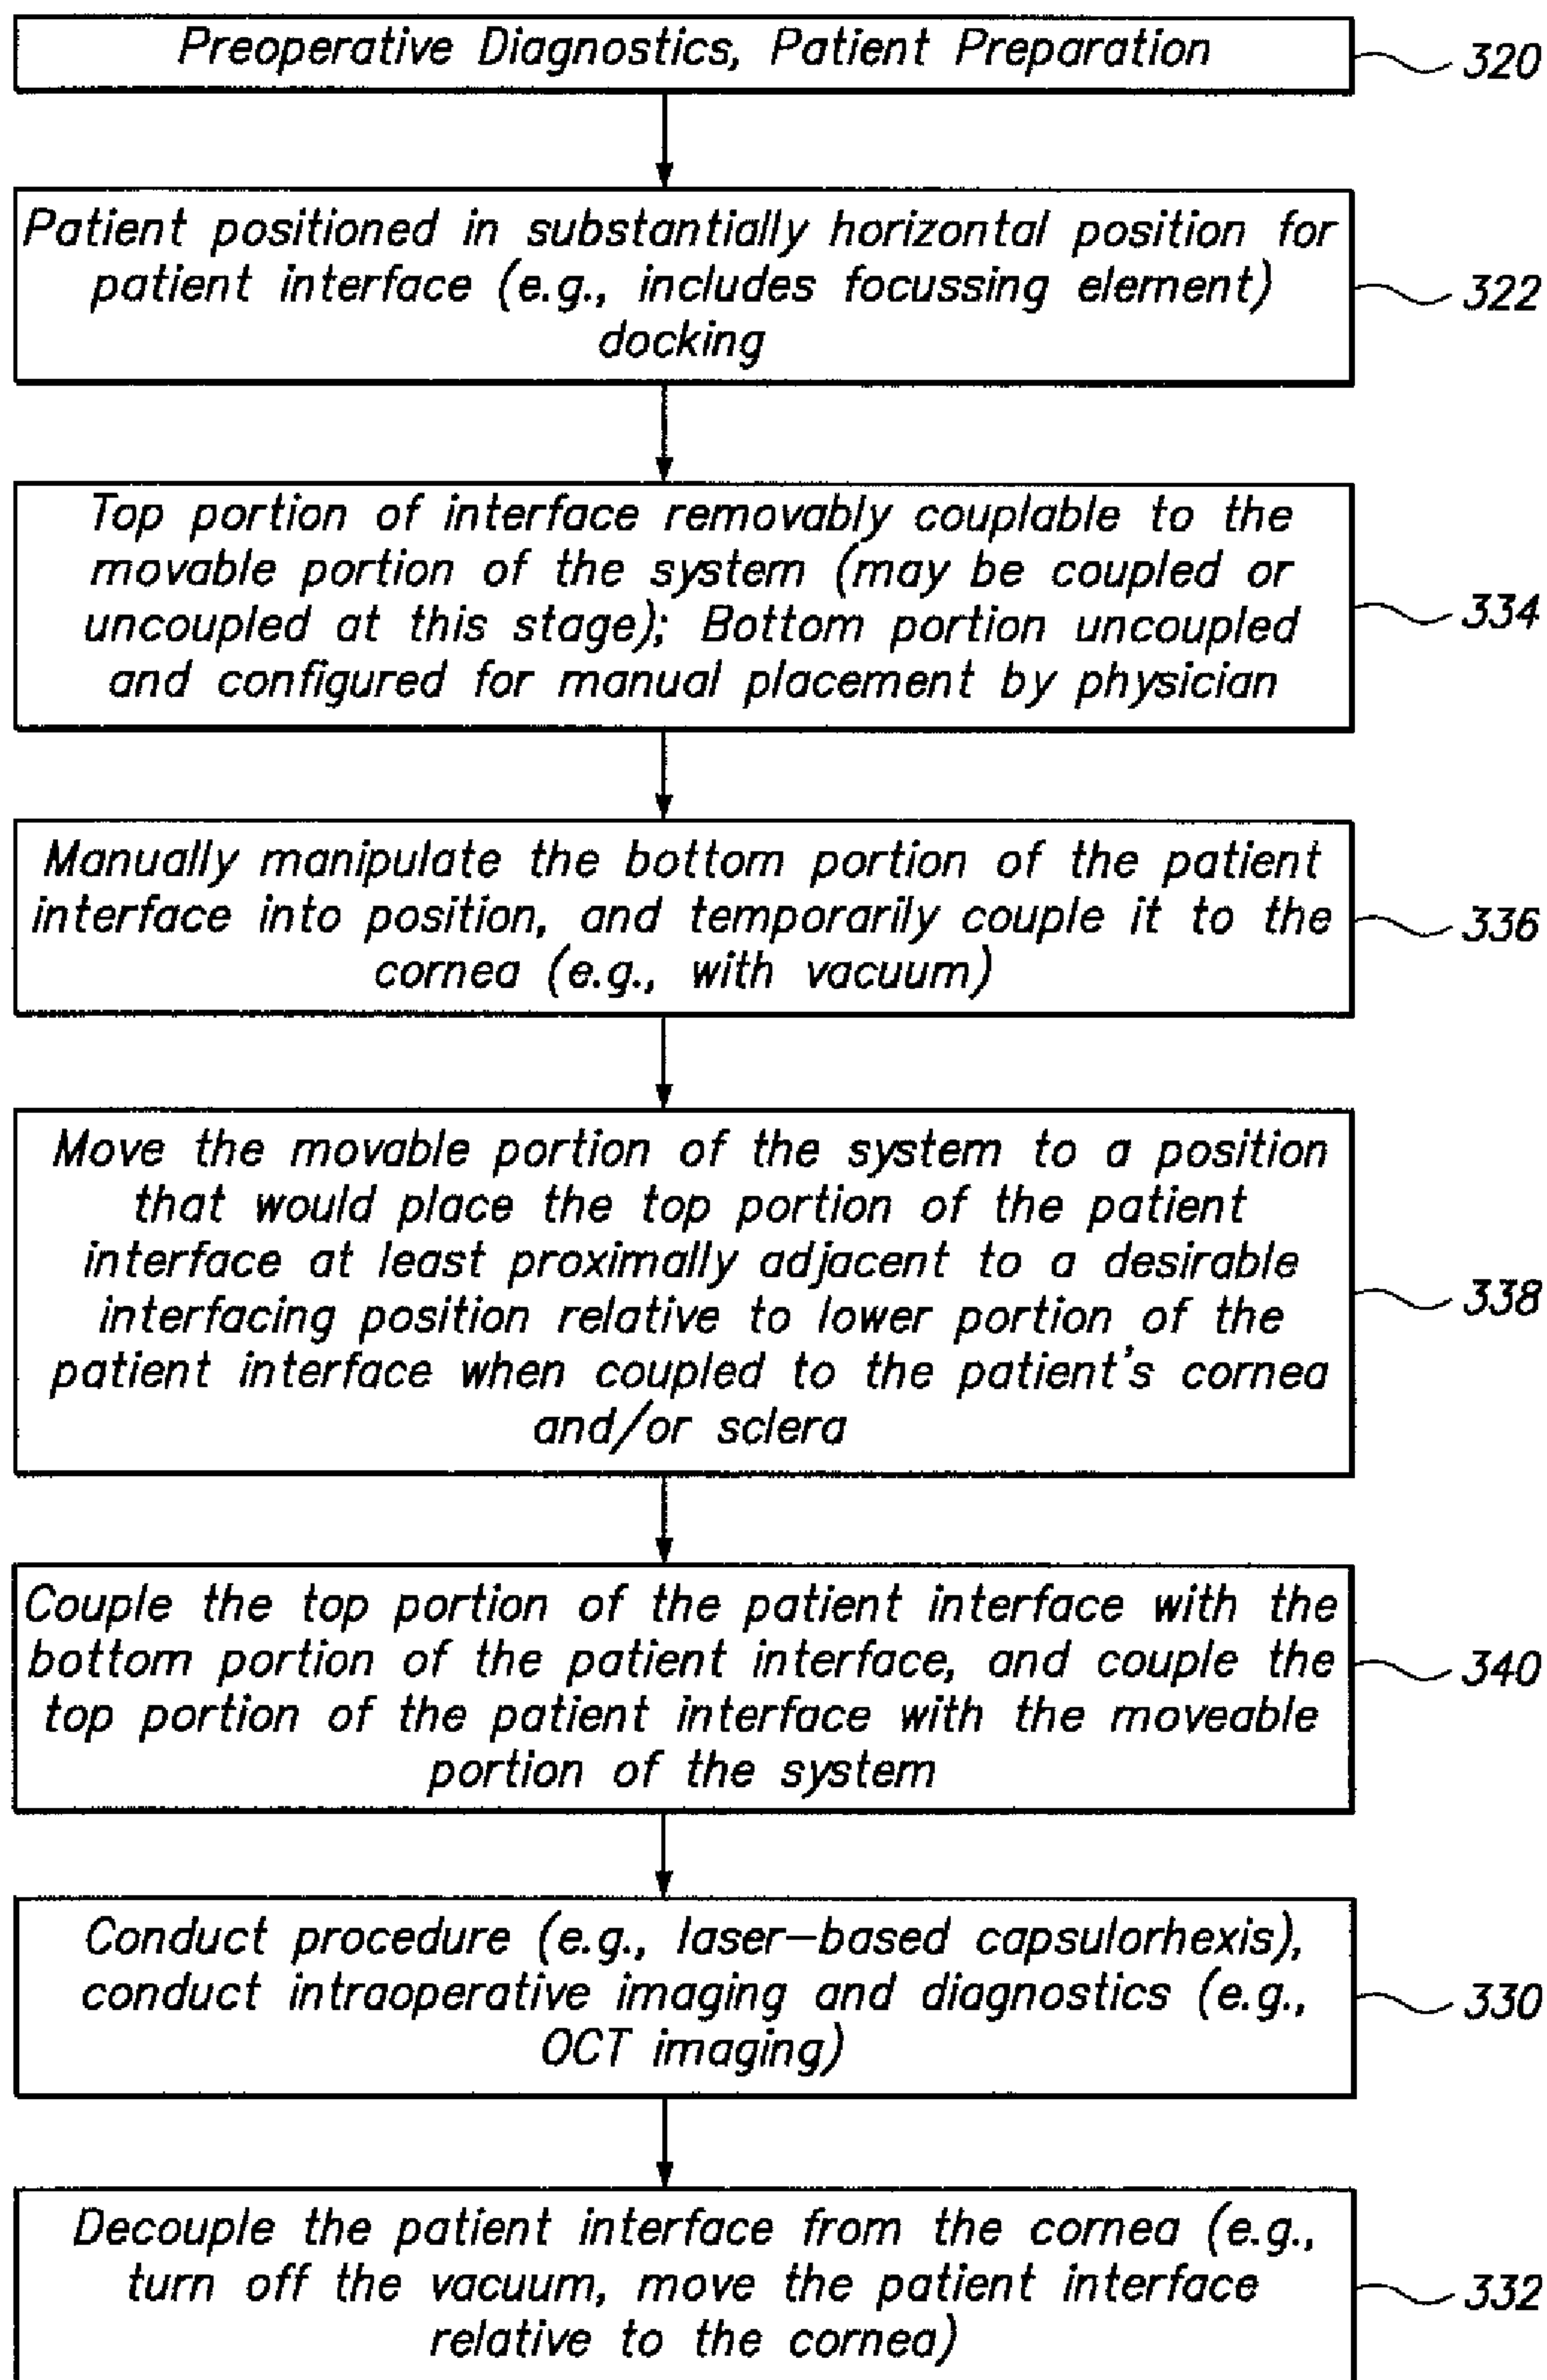 Preoperative Diagnostics, Patient Preparation
320
Patient positioned in substantially horizontal position for
patient interface (e.g., includes focussing element)
docking
322
Top portion of interface removably couplable to the
movable portion of the system (may be coupled or
uncoupled at this stage); Bottom portion uncoupled
and configured for manual placement by physician
334
Manually manipulate the bottom portion of the patient
interface into position, and temporarily couple it to the
cornea (e.g., with vacuum)
336
Move the movable portion of the system to a position
that would place the top portion of the patient
interface at least proximally adjacent to a desirable
interfacing position relative to lower portion of the
patient interface when coupled to the patient's cornea
and/or sclera
338
Couple the top portion of the patient interface with the
bottom portion of the patient interface, and couple the
top portion of the patient interface with the moveable
portion of the system
340
Conduct procedure (e.g., laser-based capsulorhexis),
conduct intraoperative imaging and diagnostics (e.g.,
OCT imaging)
330
Decouple the patient interface from the cornea (e.g.,
turn off the vacuum, move the patient interface
relative to the cornea)
332